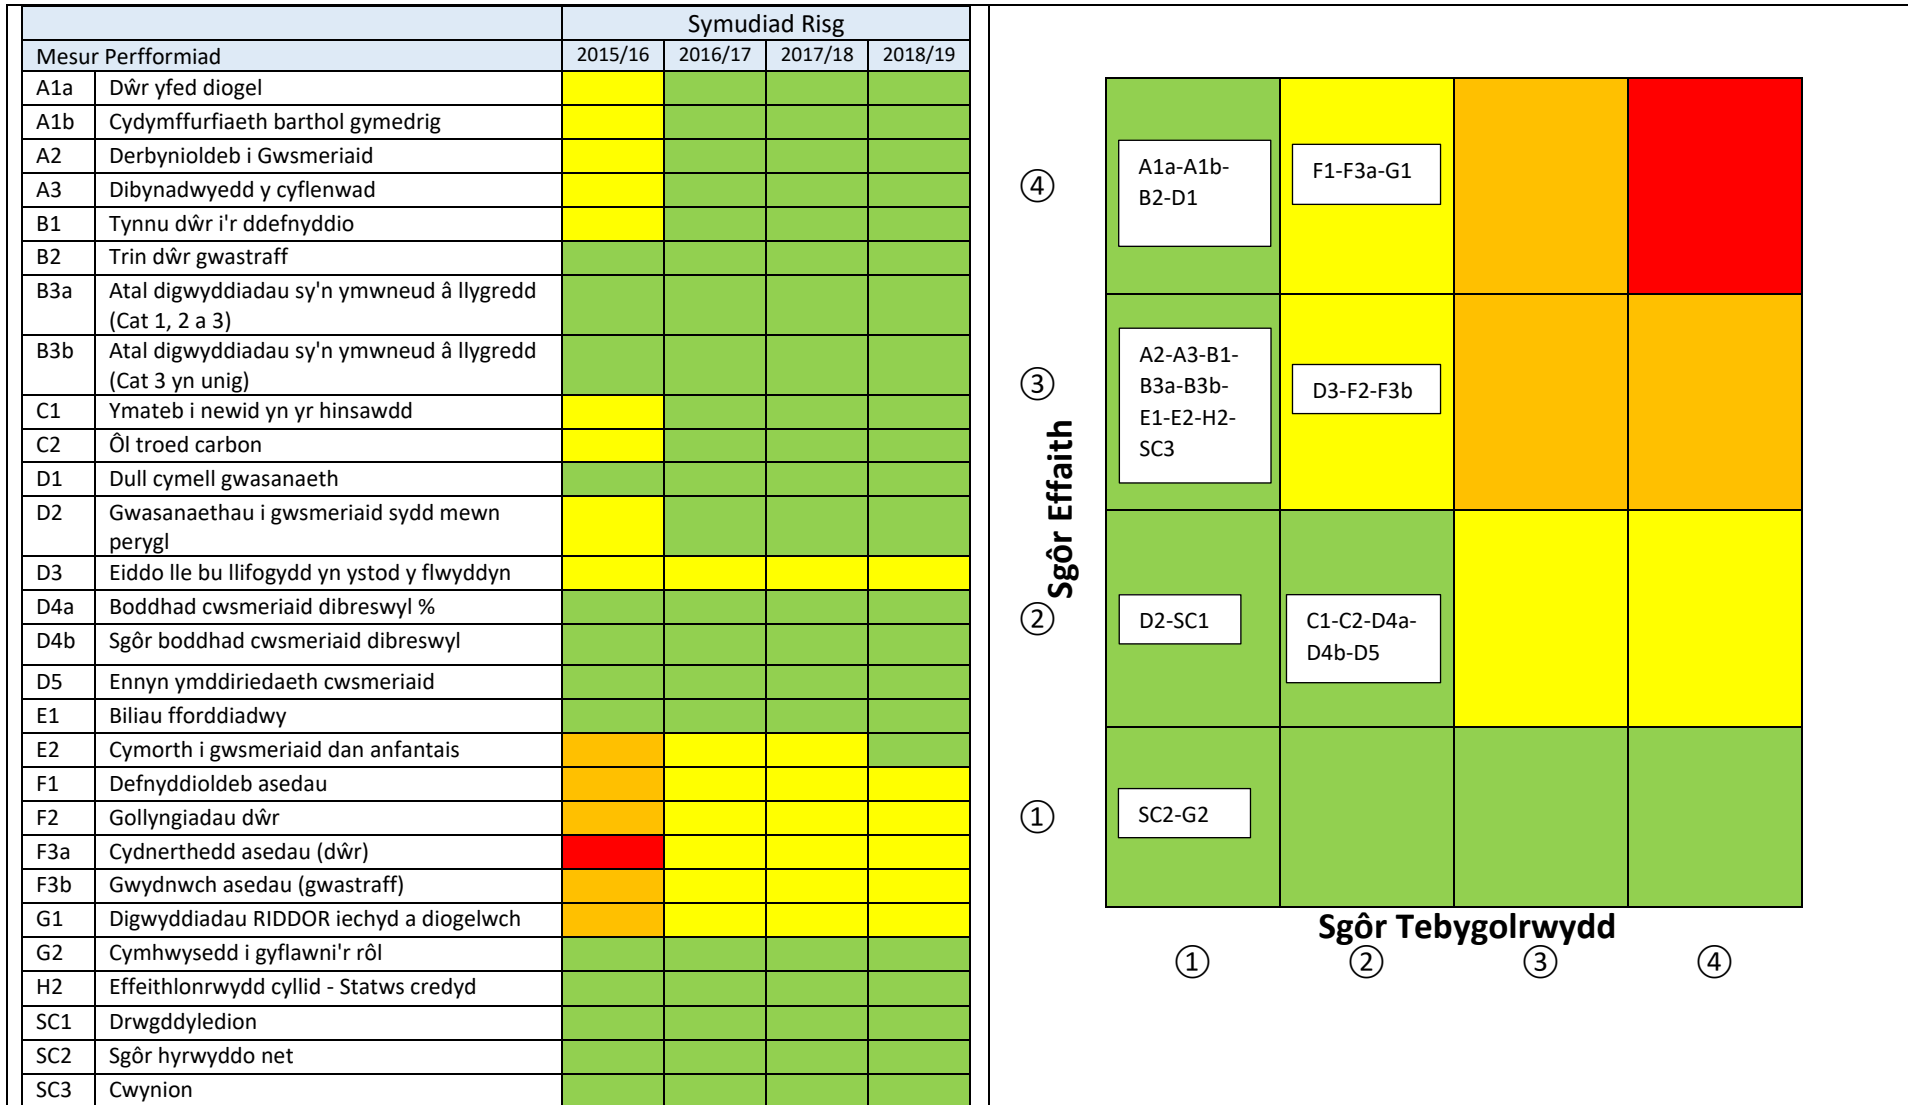 Symudiad Risg
Mesur Perfformiad 2015/16 2016/17 2017/18 2018/19
A1a Dŵr yfed diogel
A1b Cydymffurfiaeth barthol gymedrig
A2 Derbynioldeb i Gwsmeriaid
A3 Dibynadwyedd y cyflenwad
B1 Tynnu dŵr i'r ddefnyddio
B2 Trin dŵr gwastraff
B3a Atal digwyddiadau sy'n ymwneud â llygredd
(Cat 1, 2 a 3)
B3b Atal digwyddiadau sy'n ymwneud â llygredd
(Cat 3 yn unig)
C1 Ymateb i newid yn yr hinsawdd
C2 Ôl troed carbon
D1 Dull cymell gwasanaeth
D2 Gwasanaethau i gwsmeriaid sydd mewn
perygl
D3 Eiddo lle bu llifogydd yn ystod y flwyddyn
D4a Boddhad cwsmeriaid dibreswyl %
D4b Sgôr boddhad cwsmeriaid dibreswyl
D5 Ennyn ymddiriedaeth cwsmeriaid
E1 Biliau fforddiadwy
E2 Cymorth i gwsmeriaid dan anfantais
F1 Defnyddioldeb asedau
F2 Gollyngiadau dŵr
F3a Cydnerthedd asedau (dŵr)
F3b Gwydnwch asedau (gwastraff)
G1 Digwyddiadau RIDDOR iechyd a diogelwch
G2 Cymhwysedd i gyflawni'r rôl
H2 Effeithlonrwydd cyllid - Statws credyd
SC1 Drwgddyledion
SC2 Sgôr hyrwyddo net
SC3 Cwynion
Sgôr Effaith
④
A1a-A1b-
B2-D1
F1-F3a-G1
③
A2-A3-B1-
B3a-B3b-
E1-E2-H2-
SC3
D3-F2-F3b
②
D2-SC1
C1-C2-D4a-
D4b-D5
①
SC2-G2
Sgôr Tebygolrwydd
① ② ③ ④